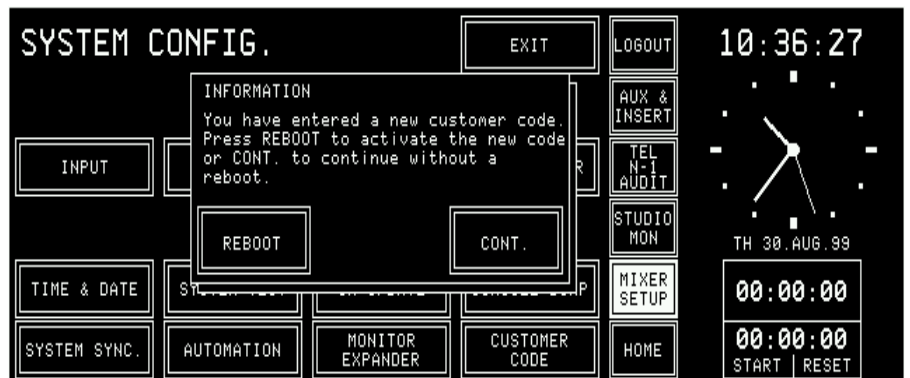 SYSTEM CONFIG.
EXIT
LOGOUT
10:36:27
INFORMATION
You have entered a new customer code.
Press REBOOT to activate the new code
or CONT. to continue without a
reboot.
AUX &
INSERT
INPUT
R
TEL
N-1
AUDIT
REBOOT
CONT.
STUDIO
MON
TH 30.AUG.99
TIME & DATE
MIXER
SETUP
00:00:00
SYSTEM SYNC.
AUTOMATION
MONITOR
EXPANDER
CUSTOMER
CODE
HOME
00:00:00
START | RESET